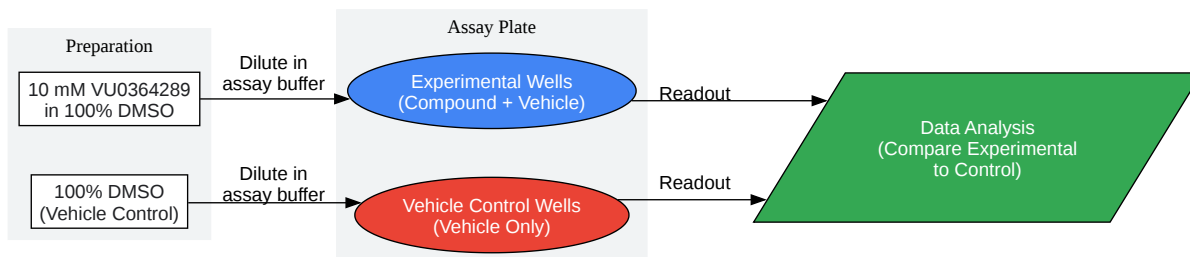 Preparation
10 mM VU0364289
in 100% DMSO
100% DMSO
(Vehicle Control)
Dilute in
assay buffer
Dilute in
assay buffer
Assay Plate
Experimental Wells
(Compound + Vehicle)
Vehicle Control Wells
(Vehicle Only)
Readout
Readout
Data Analysis
(Compare Experimental
to Control)